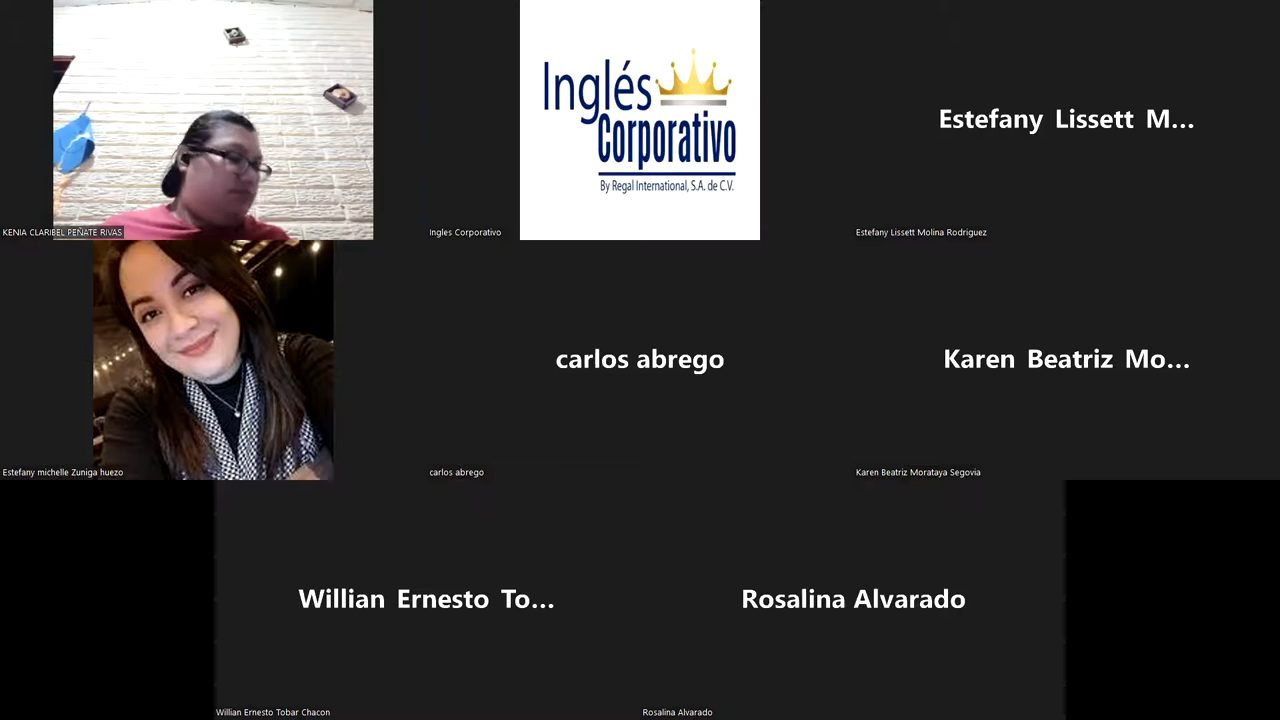 Inglés
Corporativo
By Regal International, S.A. de C.V.
Estefany Lissett M...
KENIA CLARIBEL PEÑATE RIVAS
Ingles Corporativo
Estefany Lissett Molina Rodriguez
carlos abrego
Karen Beatriz Mo...
Estefany michelle Zuniga huezo
carlos abrego
Karen Beatriz Morataya Segovia
Willian Ernesto To...
Rosalina Alvarado
Willian Ernesto Tobar Chacon
Rosalina Alvarado